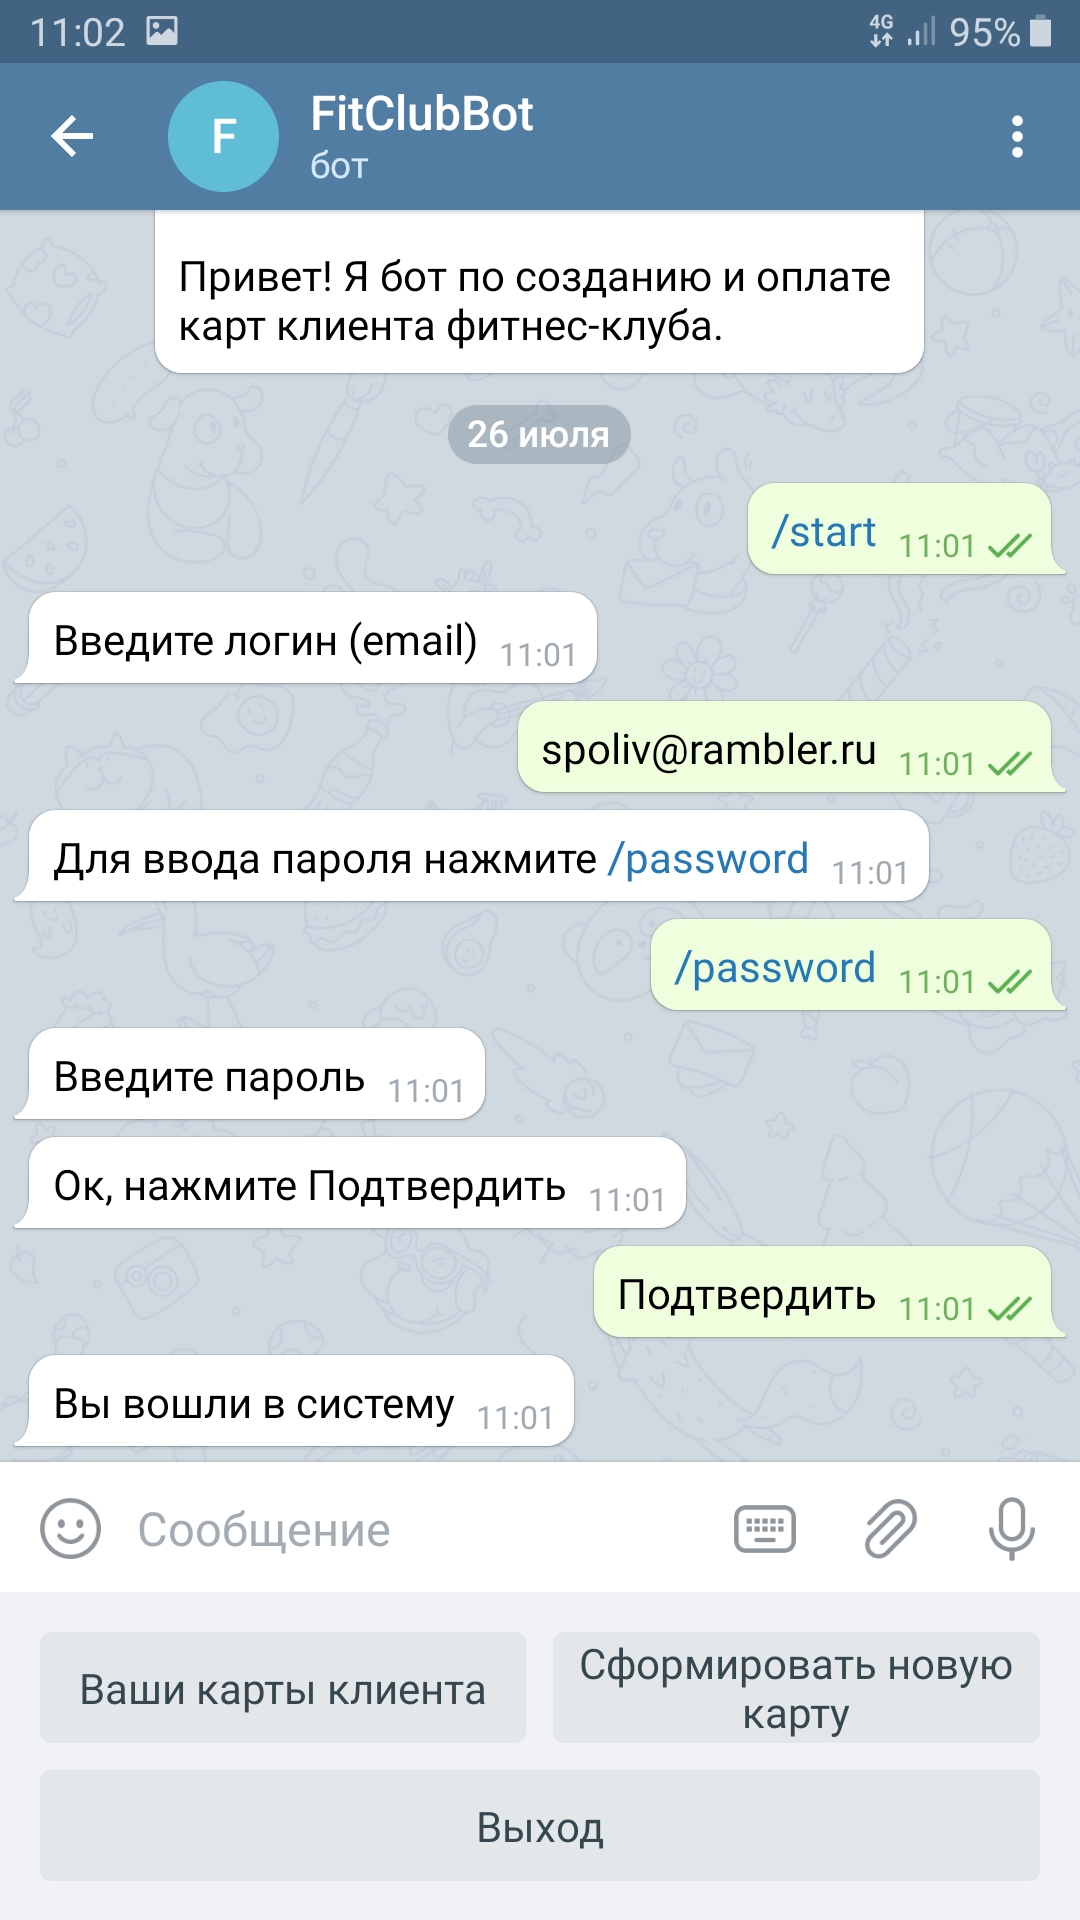 11:02
4G
95%
F
FitClubBot
бот
Привет! Я бот по созданию и оплате
карт клиента фитнес-клуба.
26 июля
/start 11:01
Введите логин (email) 11:01
spoliv@rambler.ru 11:01
Для ввода пароля нажмите /password 11:01
/password 11:01
Введите пароль 11:01
Ок, нажмите Подтвердить 11:01
Подтвердить 11:01
Вы вошли в систему 11:01
Сообщение
Ваши карты клиента
Сформировать новую
карту
Выход